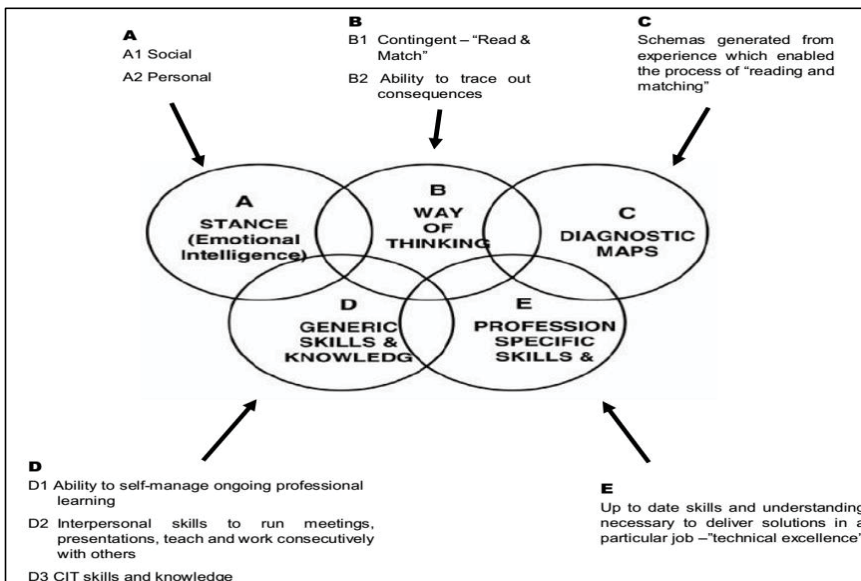 A
A1 Social
A2 Personal
B
B1 Contingent – “Read &
Match”
B2 Ability to trace out
consequences
C
Schemas generated from
experience which enabled
the process of “reading and
matching”
A
STANCE
(Emotional
Intelligence)
B
WAY
OF
THINKING
C
DIAGNOSTIC
MAPS
D
GENERIC
SKILLS &
KNOWLEDG
E
PROFESSION
SPECIFIC
SKILLS &
D
D1 Ability to self-manage ongoing professional
learning
D2 Interpersonal skills to run meetings,
presentations, teach and work consecutively
with others
D3 CIT skills and knowledge
E
Up to date skills and understanding
necessary to deliver solutions in a
particular job –”technical excellence”